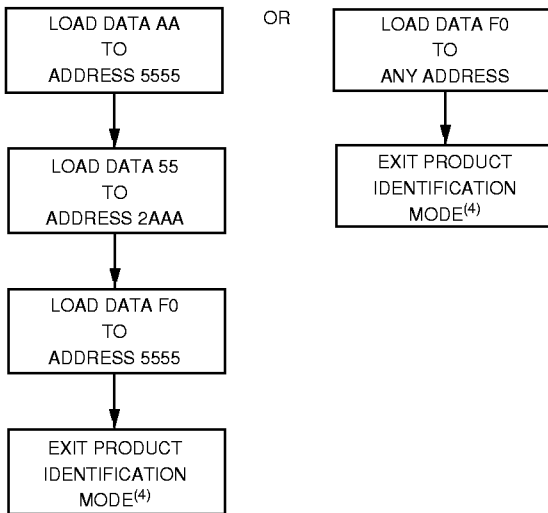 LOAD DATA AA
TO
ADDRESS 5555
LOAD DATA 55
TO
ADDRESS 2AAA
LOAD DATA F0
TO
ADDRESS 5555
EXIT PRODUCT
IDENTIFICATION
MODE(4)
OR
LOAD DATA F0
TO
ANY ADDRESS
EXIT PRODUCT
IDENTIFICATION
MODE(4)